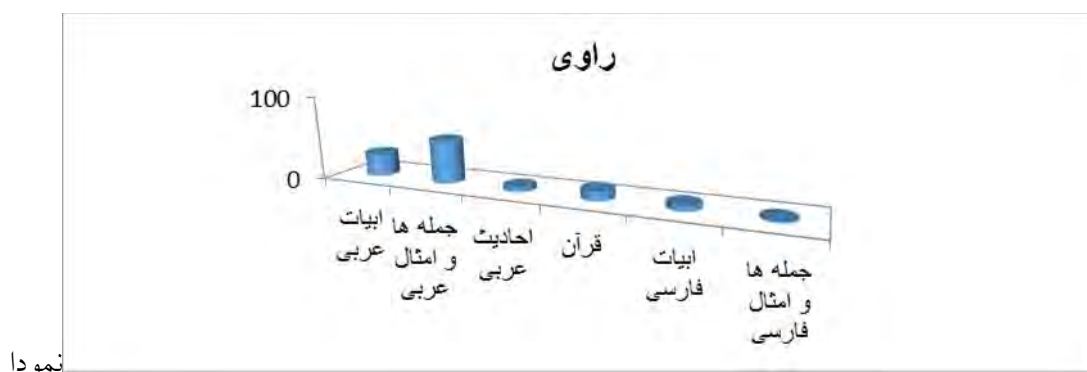 راوی
100
0
ابیات
عربی
جمله ها
و امثال
عربی
احادیث
عربی
قرآن
ابیات
فارسی
جمله ها
و امثال
فارسی
نمودا